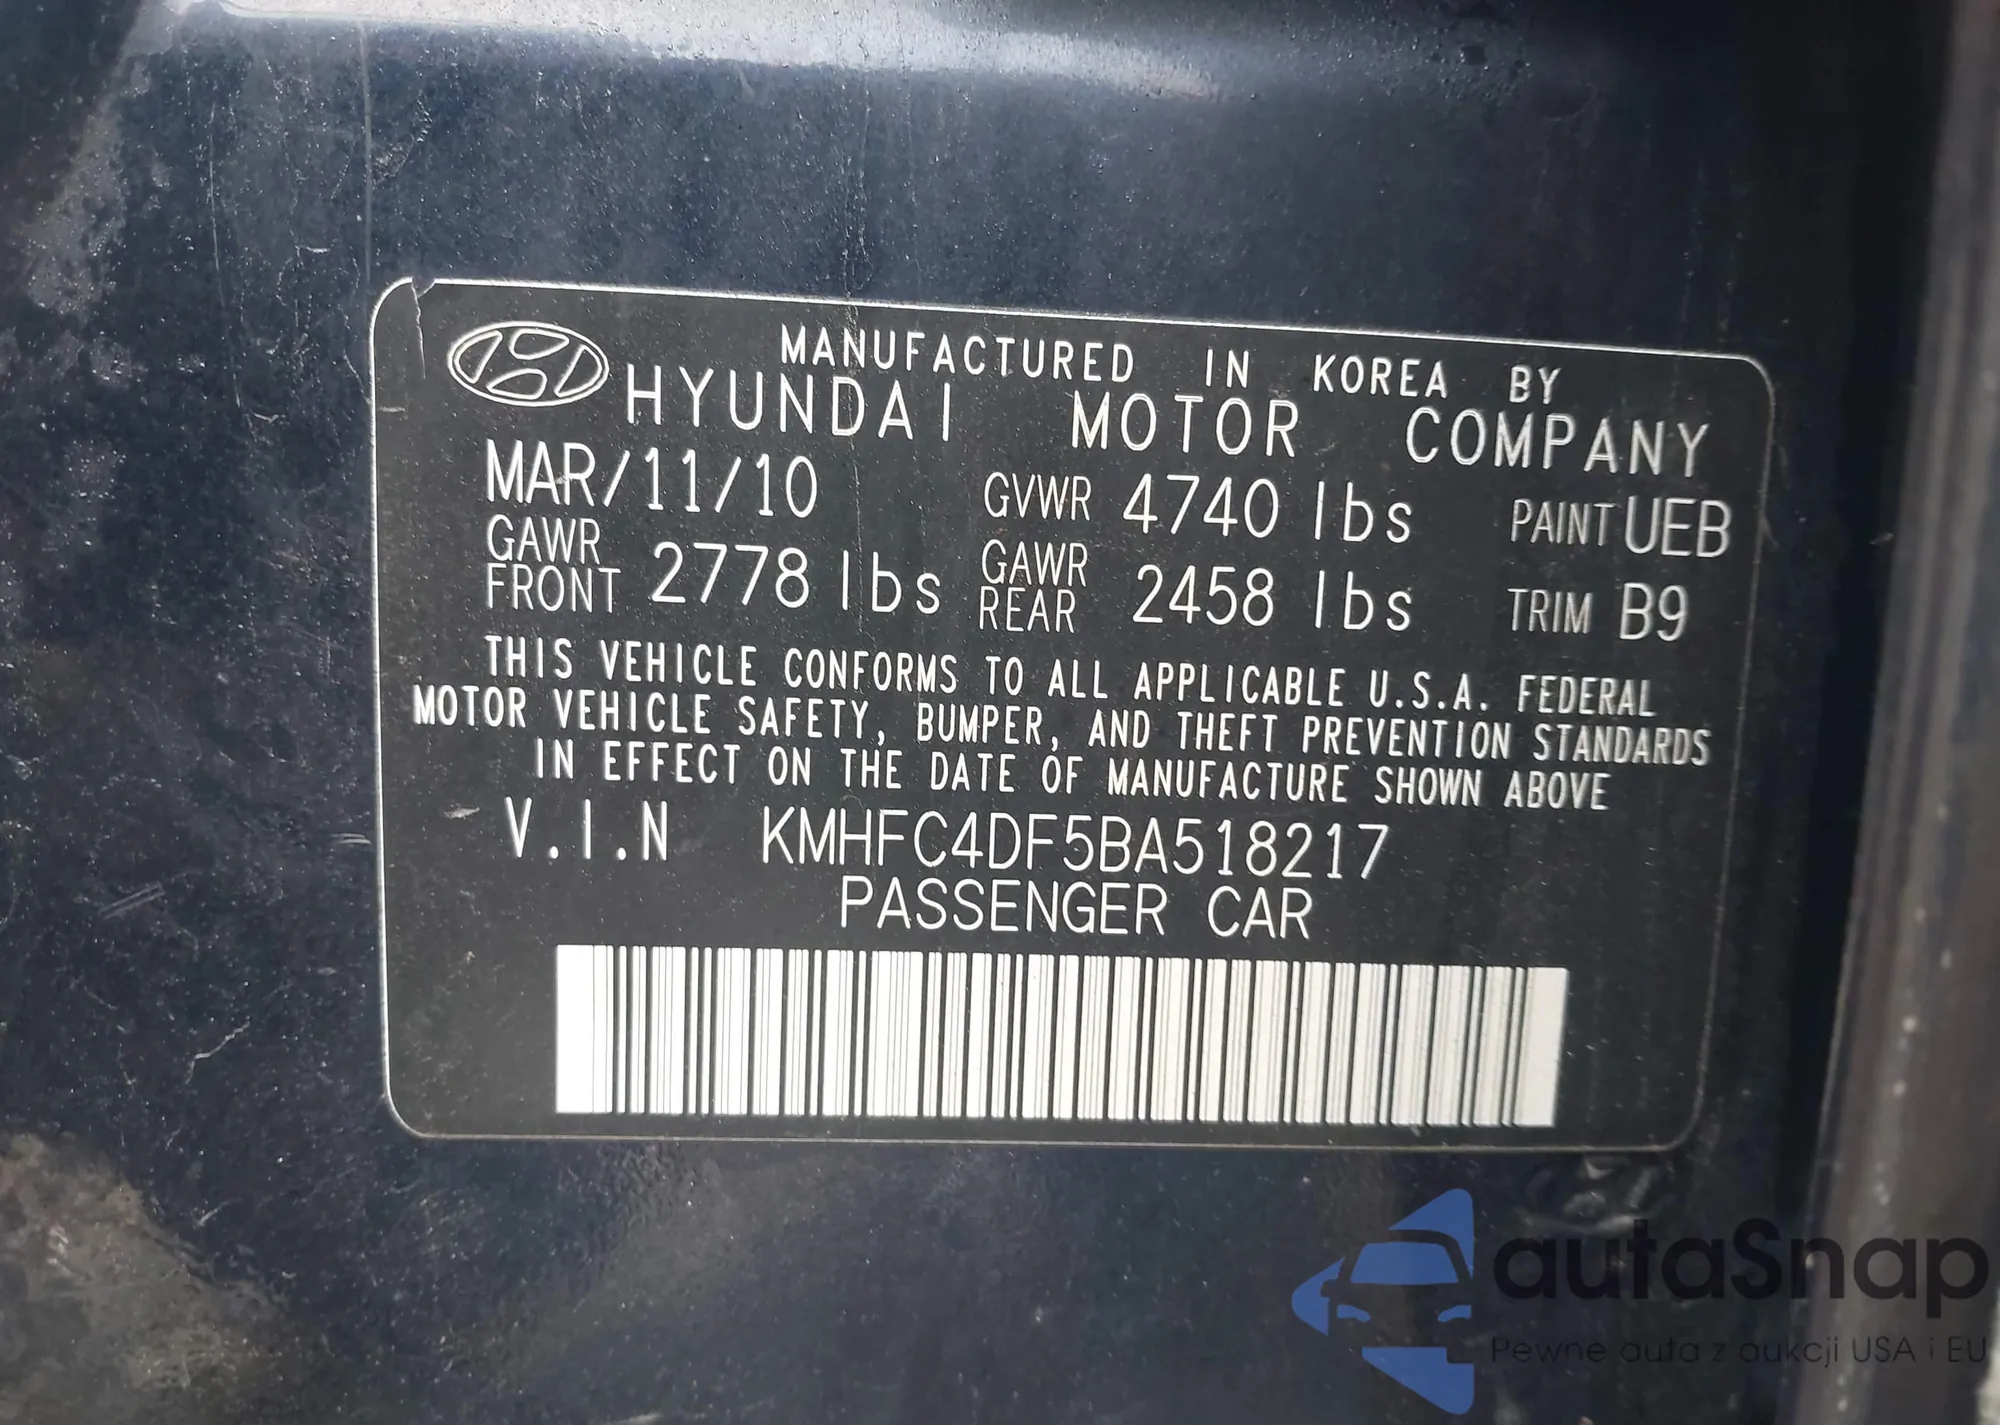 MANUFACTURED IN KOREA BY
HYUNDAI MOTOR COMPANY
MAR/11/10 GVWR 4740 lbs PAINT UEB
GAWR FRONT 2778 lbs GAWR REAR 2458 lbs TRIM B9
THIS VEHICLE CONFORMS TO ALL APPLICABLE U.S.A. FEDERAL
MOTOR VEHICLE SAFETY, BUMPER, AND THEFT PREVENTION STANDARDS
IN EFFECT ON THE DATE OF MANUFACTURE SHOWN ABOVE
V.I.N KMHFC4DF5BA518217
PASSENGER CAR
autaSnap
Pewne auta z aukcji USA i EU